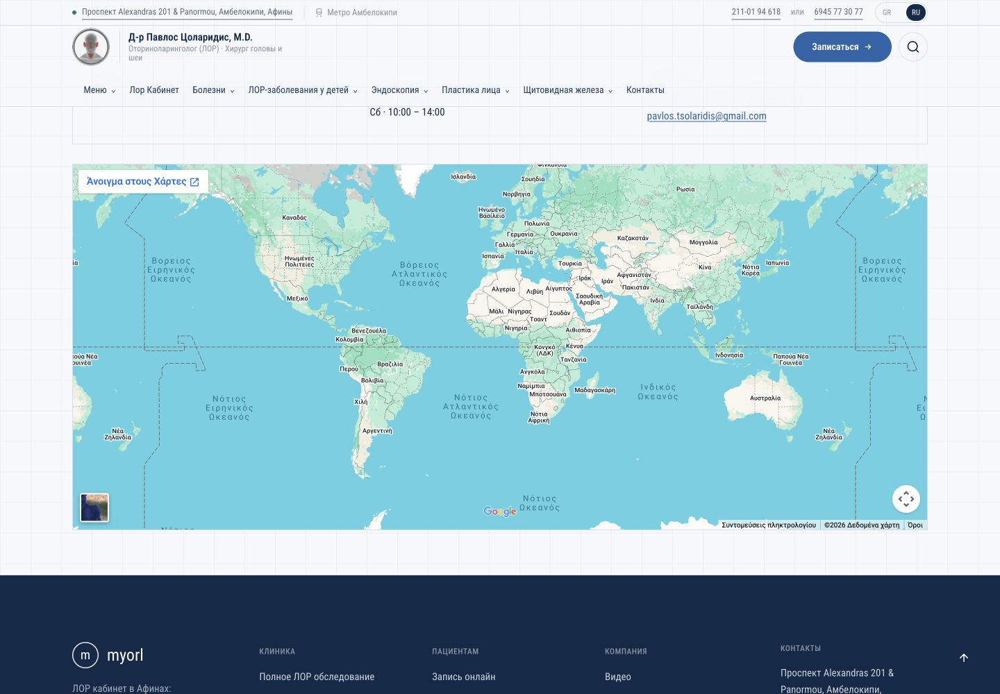 Проспект Alexandras 201 & Panormou, Амбелокипи, Афины
Метро Амбелокипи
211-01 94 618 или 6945 77 30 77
GR RU
Д-р Павлос Цоларидис, M.D.
Оториноларинголог (ЛОР) · Хирург головы и
шеи
Записаться →
Меню
Лор Кабинет
Болезни
ЛОР-заболевания у детей
Эндоскопия
Пластика лица
Щитовидная железа
Контакты
Сб · 10:00 – 14:00
pavlos.tsolaridis@gmail.com
Άνοιγμα στους Χάρτες
Φινλανδία
Ισλανδία
Σουηδία
Ρωσία
Νορβηγία
Ηνωμένο
Βασίλειο
Καναδάς
Πολωνία
Γερμανία
Ουκρανία
Καζακστάν
Μογγολία
Γαλλία
Ιταλία
Ισπανία
Ηνωμένες
Πολιτείες
Τουρκία
Κίνα
Νότια
Κορέα
Ιαπωνία
Βορειος
Ειρηνικός
Ωκεανός
Βόρειος
Ατλαντικός
Ωκεανός
Βορειος
Ειρηνικός
Ωκεανός
Ιράκ
Ιράν
Αφγανιστάν
Πακιστάν
Αλγερία
Λιβύη
Αίγυπτος
Σαουδική
Αραβία
Ινδία
Ταϊλάνδη
Μεξικό
Μάλι
Νίγηρας
Τσαντ
Σουδάν
Νιγηρία
Αιθιοπία
Βενεζουέλα
Κολομβία
Κονγκό
(ΛΔΚ)
Κένυα
Τανζανία
Ινδονησία
Παπούα Νέα
Γουινέα
Περού
Βραζιλία
Βολιβία
Ανγκόλα
Ναμίμπια
Μποτσουάνα
Μαδαγασκάρη
Ινδικός
Ωκεανός
Αυστραλία
Νότιος
Ειρηνικός
Ωκεανός
Νότιος
Ατλαντικός
Ωκεανός
Χιλή
Νότια
Αφρική
Αργεντινή
Νέα
Ζηλανδία
Νέα
Ζηλανδία
Νότιος
Ωκεανός
Google
Συντομεύσεις πληκτρολογίου
©2026 Δεδομένα χάρτη
Όροι
m myorl
ЛОР кабинет в Афинах:
КЛИНИКА
Полное ЛОР обследование
ПАЦИЕНТАМ
Запись онлайн
КОМПАНИЯ
Видео
КОНТАКТЫ
Проспект Alexandras 201 &
Panormou, Амбелокипи,